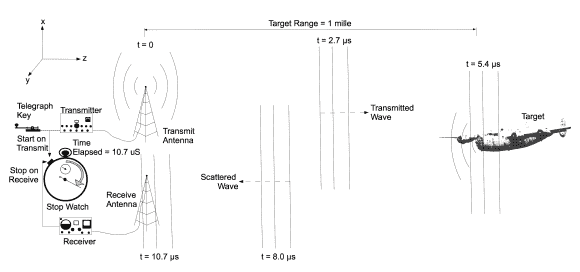 Target Range = 1 mille
x
t = 0
t = 2.7 µs
z
t = 5.4 µs
y
Telegraph
Key
Transmitter
Transmitted
Wave
Target
Start on
Transmit
Transmit
Antenna
Time
Elapsed = 10.7 uS
Stop on
Receive
Scattered
Wave
Receive
Antenna
Stop Watch
Receiver
t = 10.7 µs
t = 8.0 µs